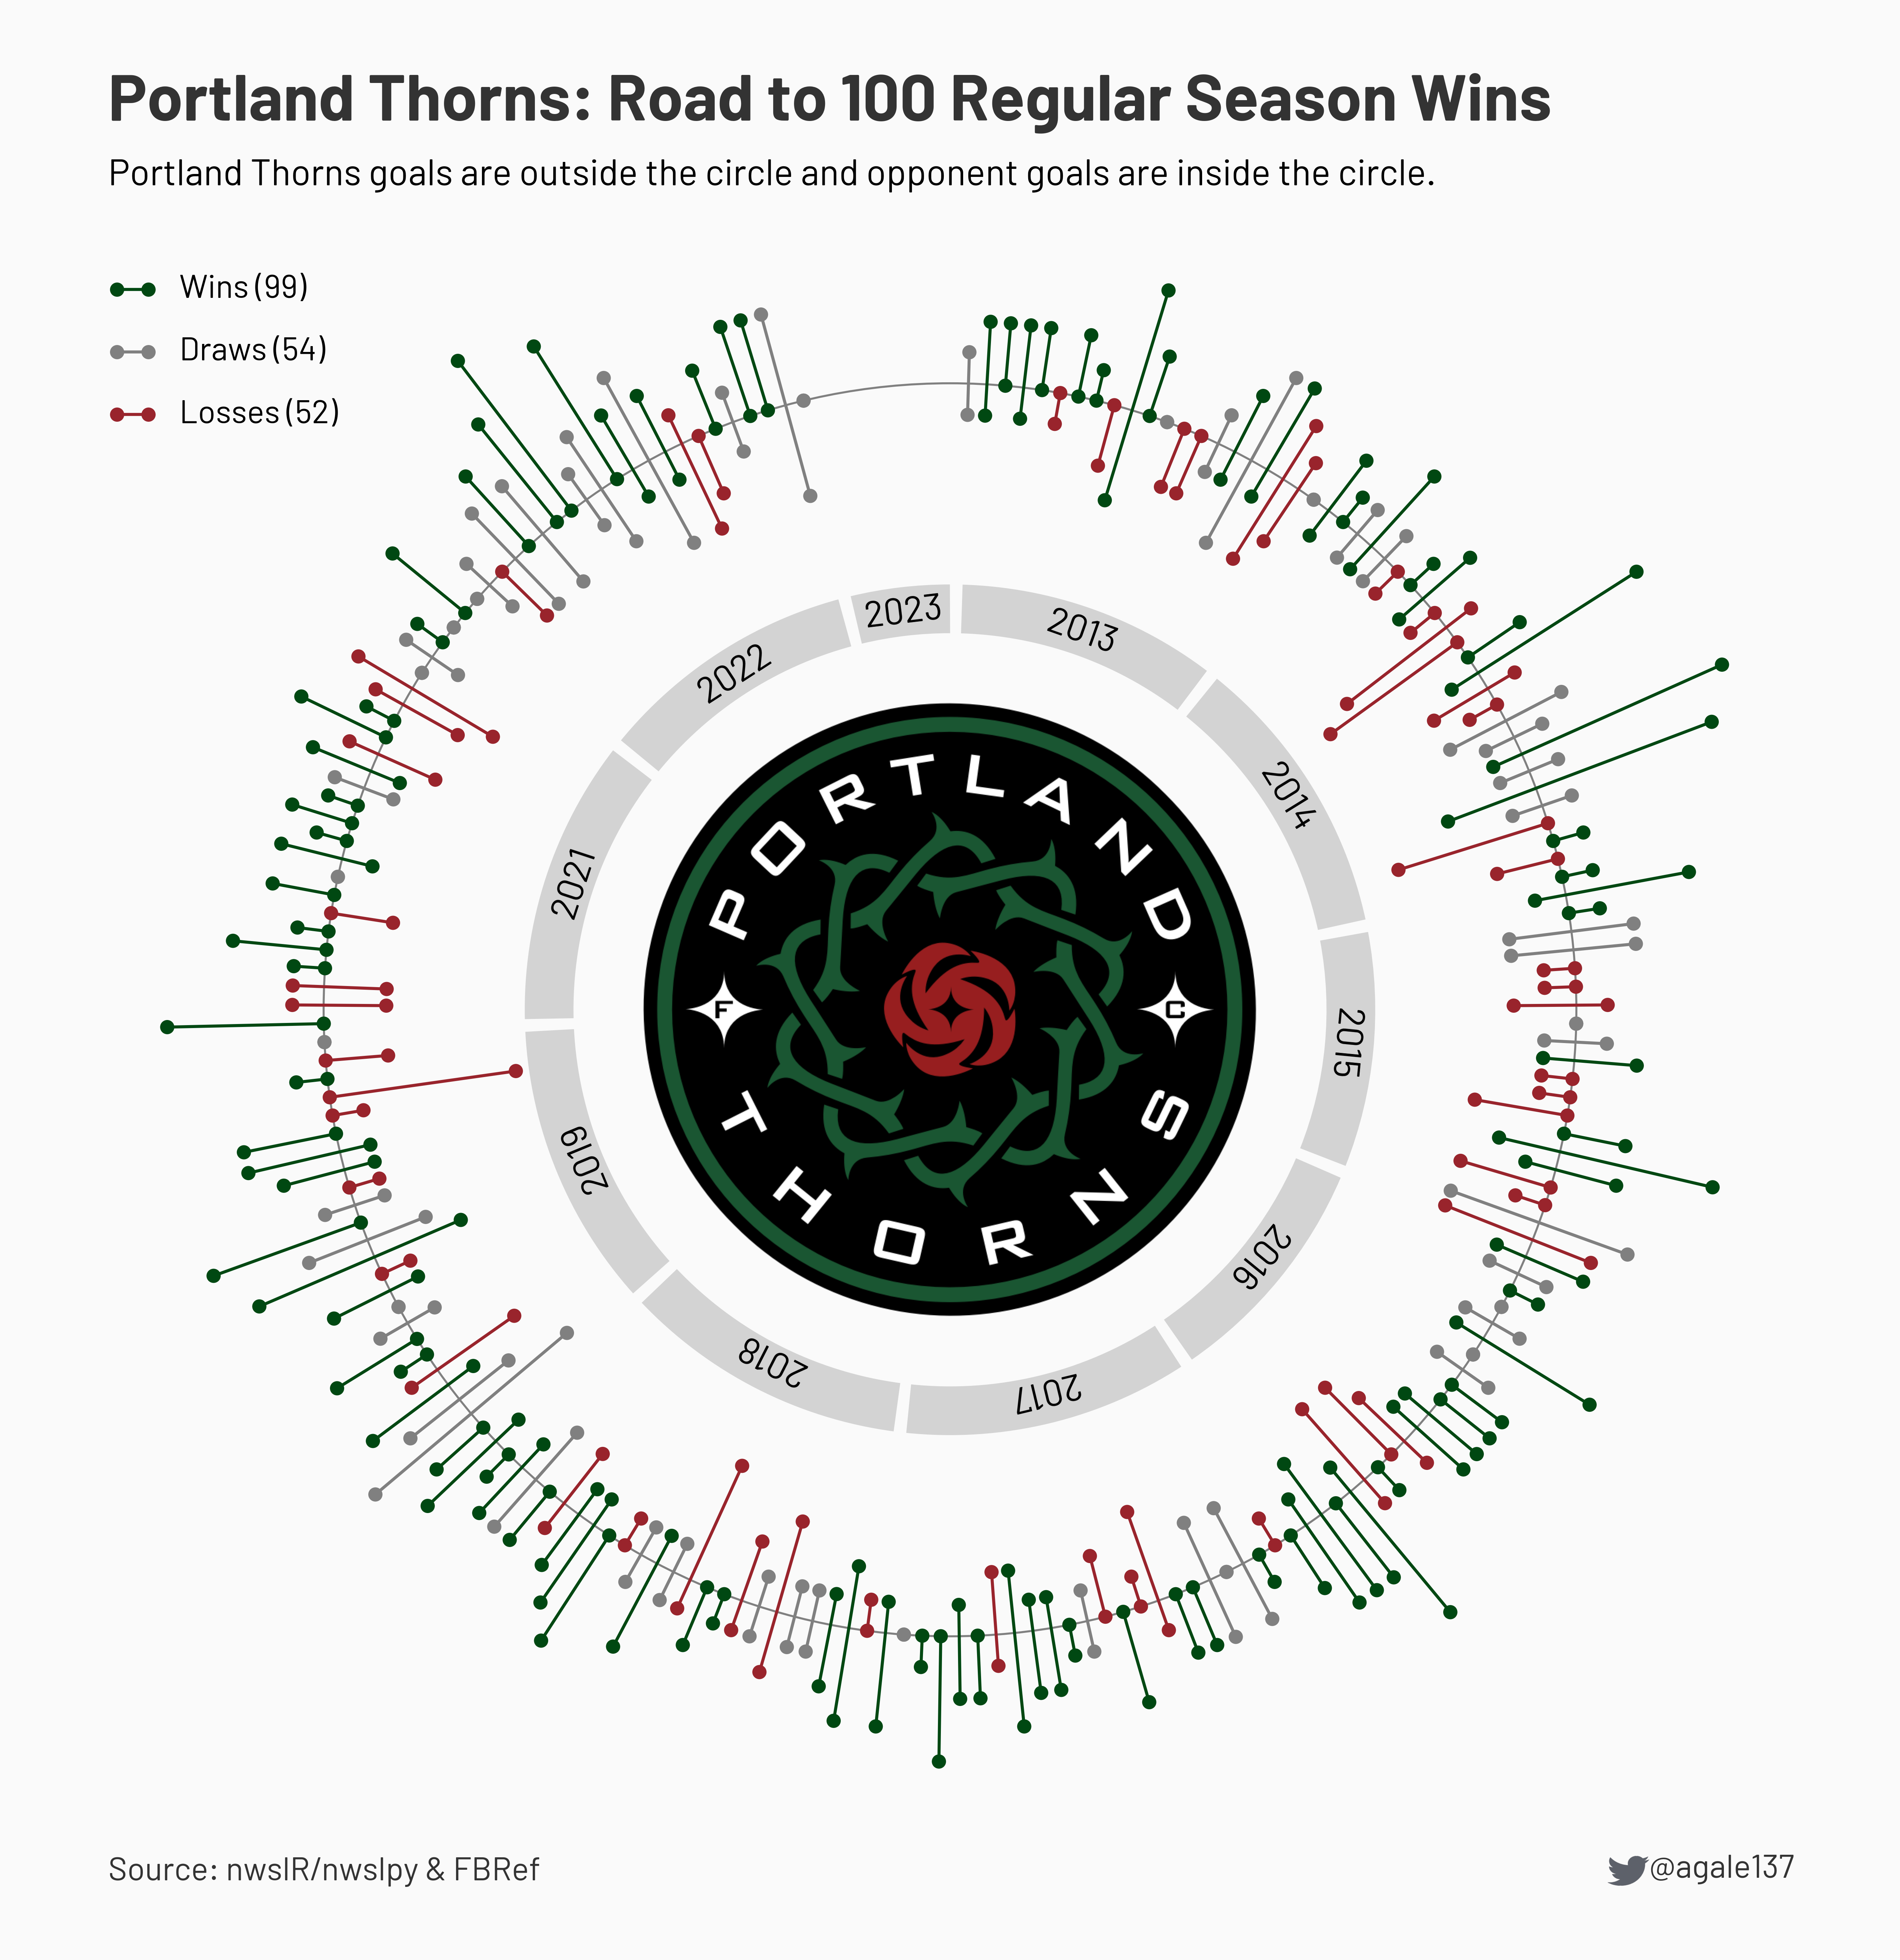 Portland Thorns: Road to 100 Regular Season Wins
Portland Thorns goals are outside the circle and opponent goals are inside the circle.
Wins (99)
Draws (54)
Losses (52)
2023
2013
2022
2014
2021
2015
2019
2016
2018
2017
PORTLAND
F C
THORNS
Source: nwslR/nwslpy & FBRef
@agale137